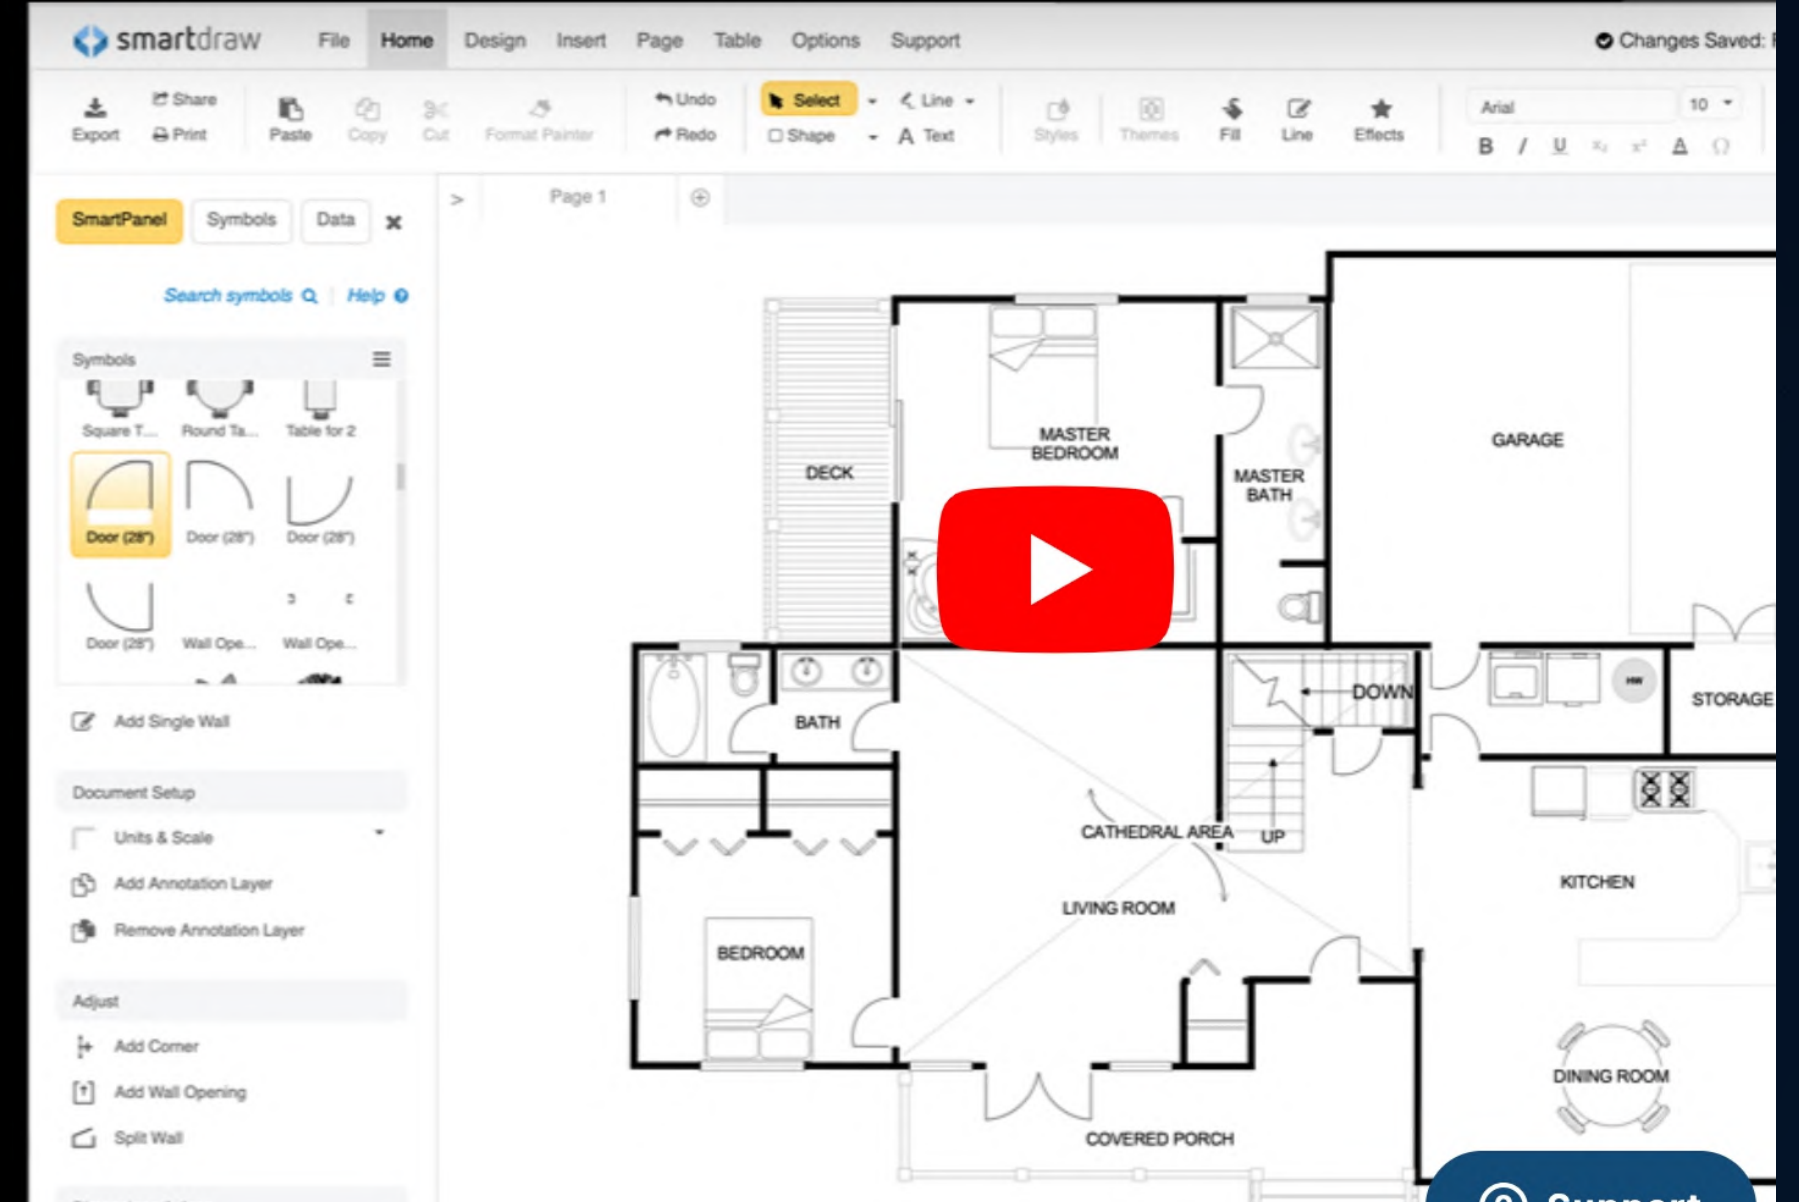 smartdraw File Home Design Insert Page Table Options Support Changes Saved:
Export Share Print Paste Copy Cut Format Painter Undo Redo Select Shape Line Text Styles Themes Fill Line Effects Arial 10
B I U x₂ x² A Ω
SmartPanel Symbols Data
> Page 1
Search symbols Help
Symbols
Square T... Round Ta... Table for 2
Door (28") Door (28") Door (28")
Door (28") Wall Ope... Wall Ope...
Add Single Wall
Document Setup
Units & Scale
Add Annotation Layer
Remove Annotation Layer
Adjust
Add Corner
Add Wall Opening
Split Wall
DECK
MASTER
BEDROOM
MASTER
BATH
GARAGE
BATH
DOWN
HW
STORAGE
CATHEDRAL AREA
UP
KITCHEN
LIVING ROOM
BEDROOM
DINING ROOM
COVERED PORCH
Support